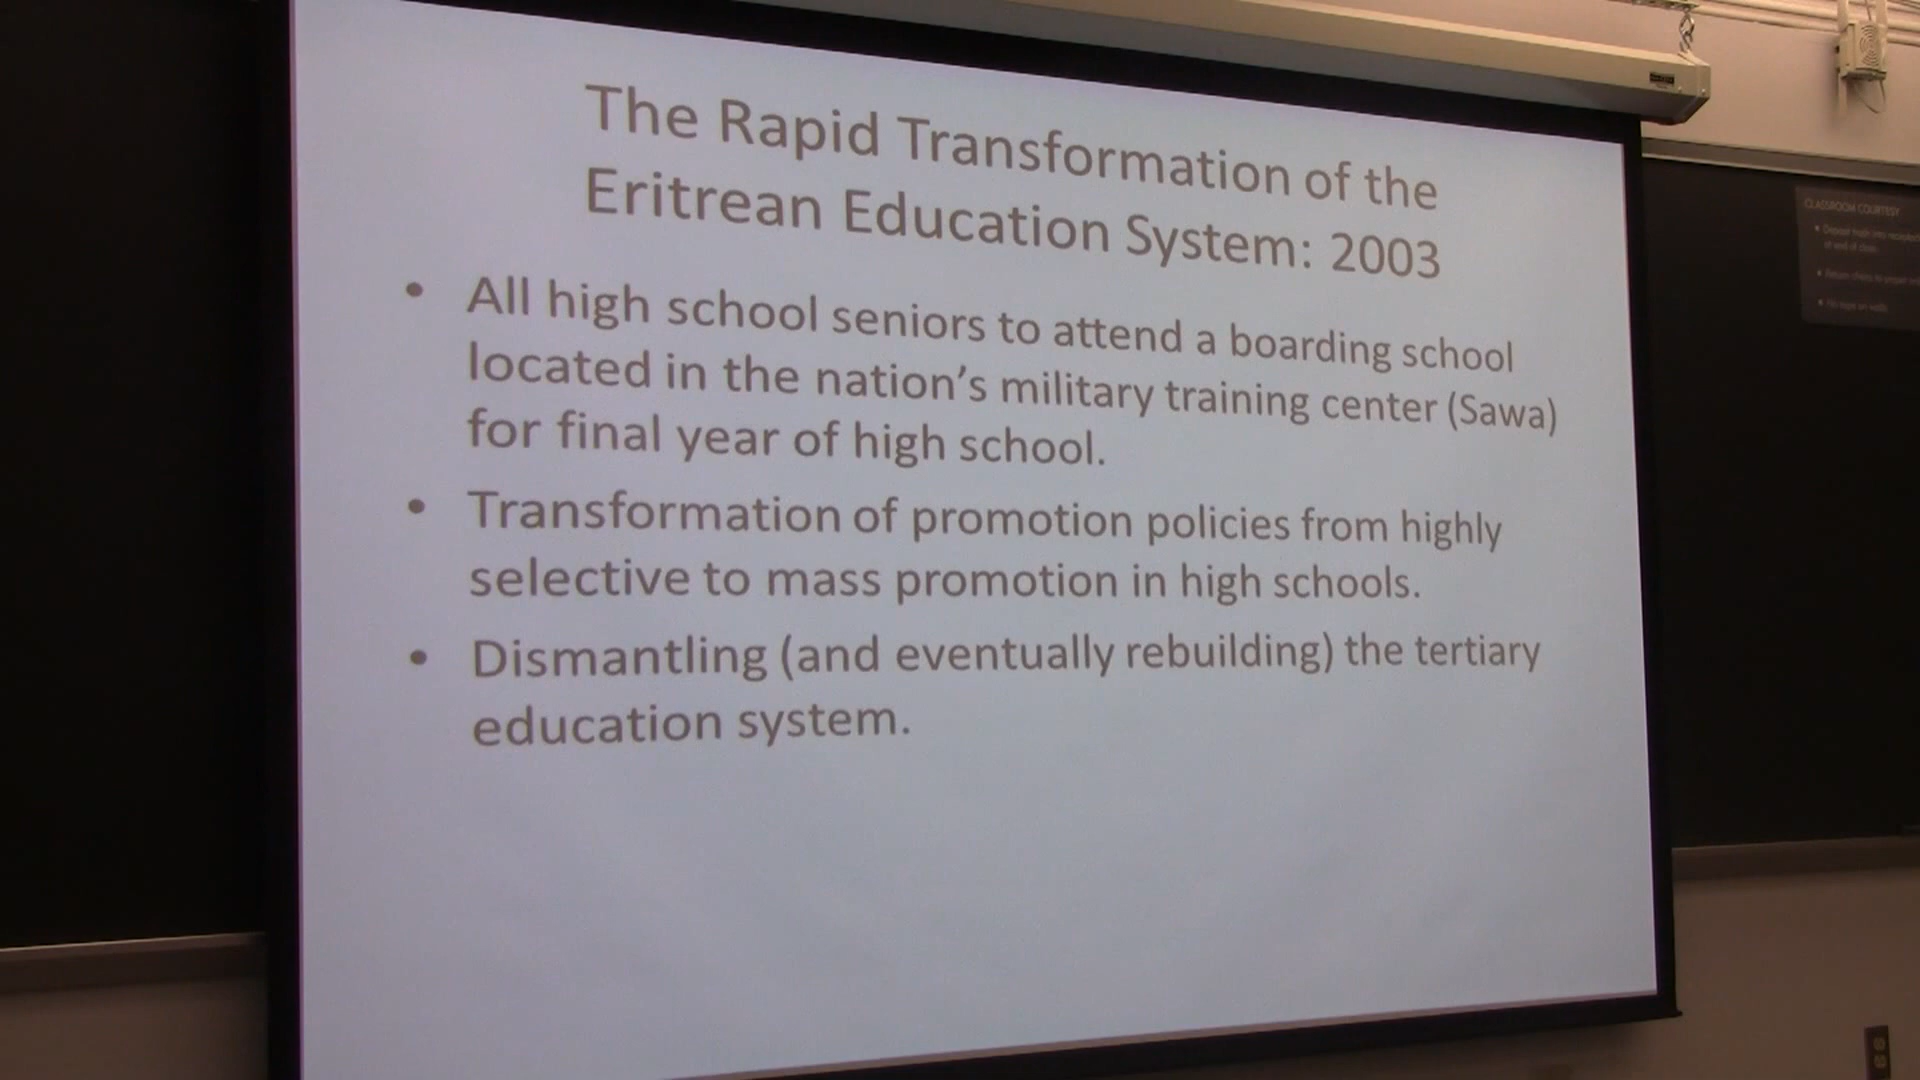 The Rapid Transformation of the
Eritrean Education System: 2003
• All high school seniors to attend a boarding school
located in the nation's military training center (Sawa)
for final year of high school.
• Transformation of promotion policies from highly
selective to mass promotion in high schools.
• Dismantling (and eventually rebuilding) the tertiary
education system.
CLASSROOM COURTESY